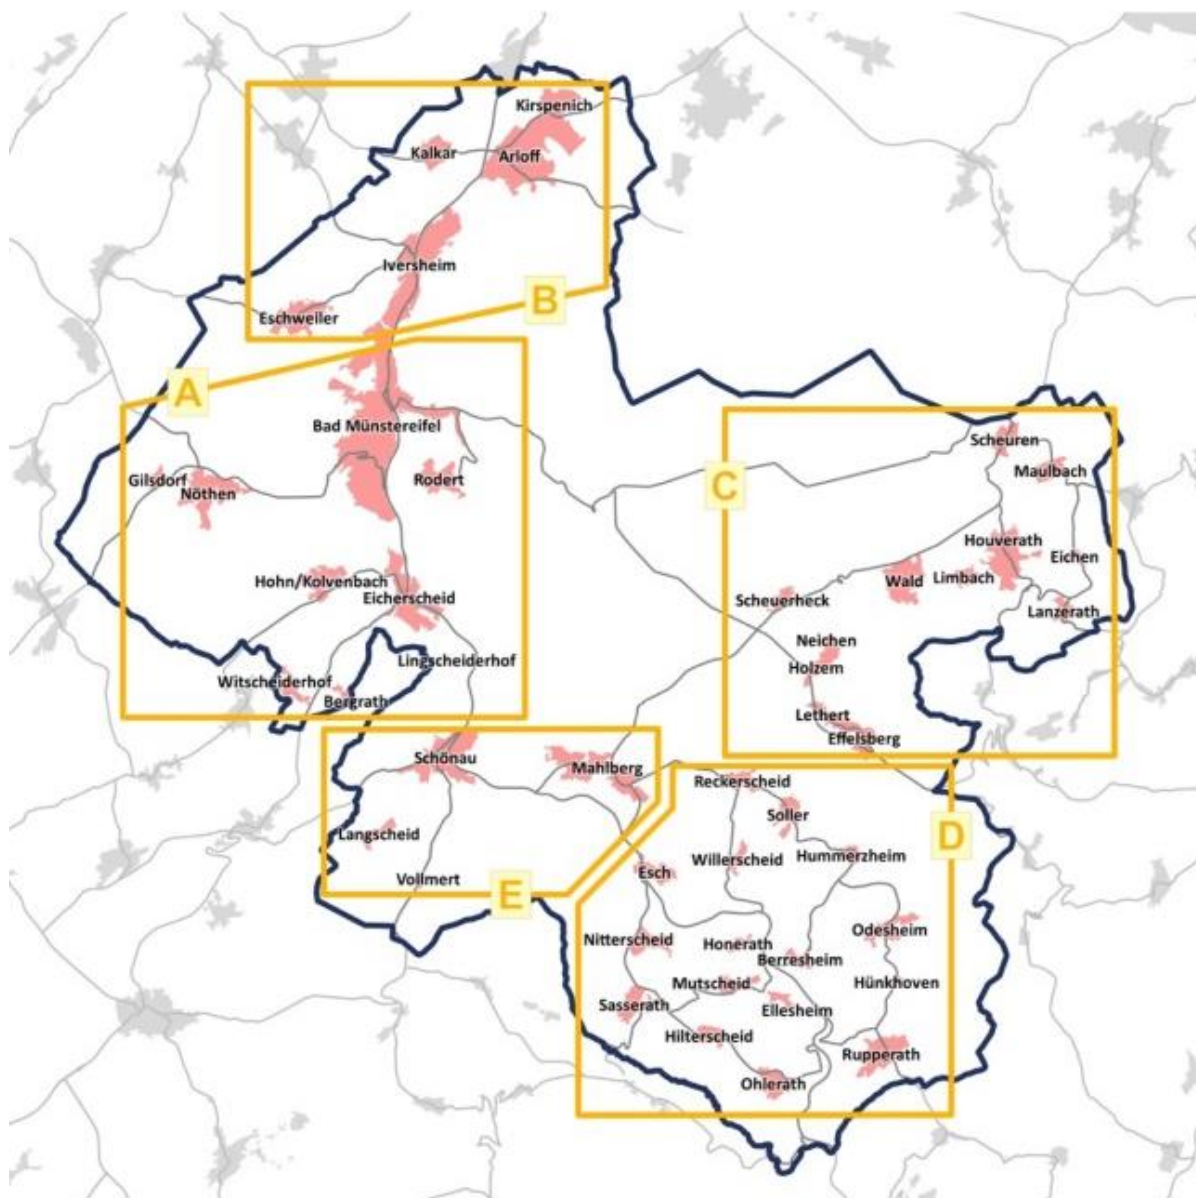 Kirspenich
Kalkar
Arloff
Iversheim
B
Eschweiler
A
Bad Münstereifel
Gilsdorf
Nöthen
Rodert
Hohn/Kolvenbach
Eicherscheid
Lingscheiderhof
Witscheiderhof
Bergrath
Scheuren
Maulbach
C
Houverath
Eichen
Wald
Limbach
Scheuerheck
Lanzerath
Neichen
Holzem
Lethert
Effelsberg
Schönau
Mahlberg
Langscheid
Vollmert
E
Reckerscheid
Soller
D
Willerscheid
Hummerzheim
Esch
Odesheim
Nitterscheid
Honerath
Berresheim
Mutscheid
Hünkhoven
Sasserath
Ellesheim
Hilterscheid
Rupperath
Ohlerath